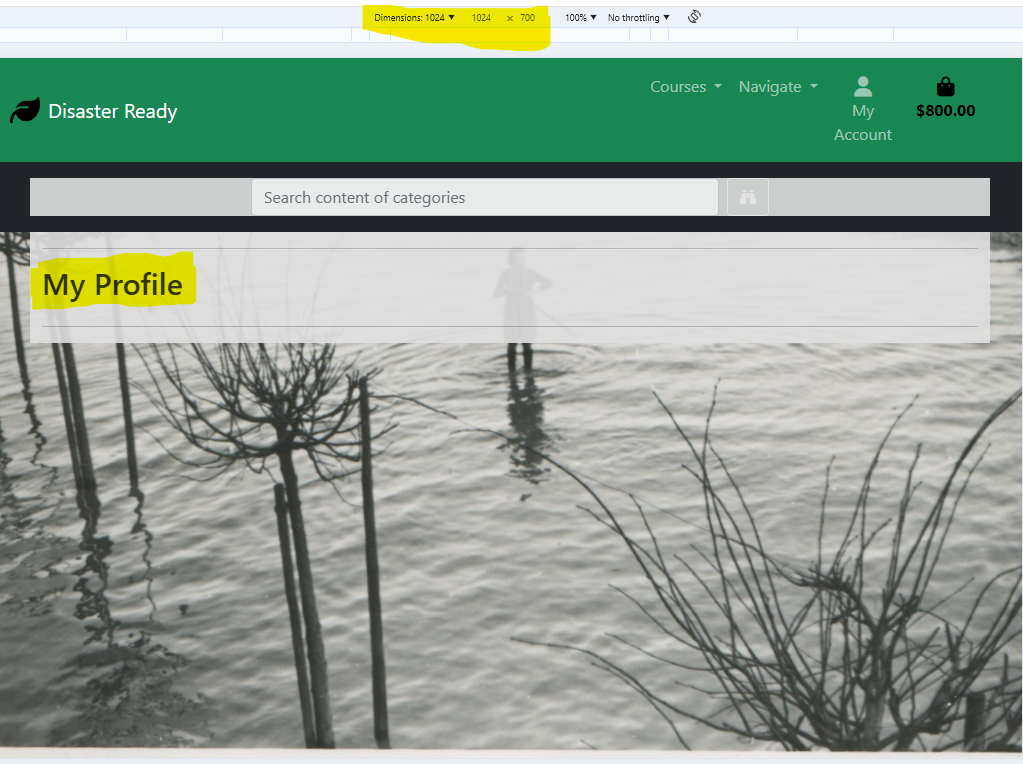 Dimensions: 1024 ▼ 1024 × 700 100% ▼ No throttling ▼
Disaster Ready
Courses
Navigate
My
Account
$800.00
Search content of categories
My Profile